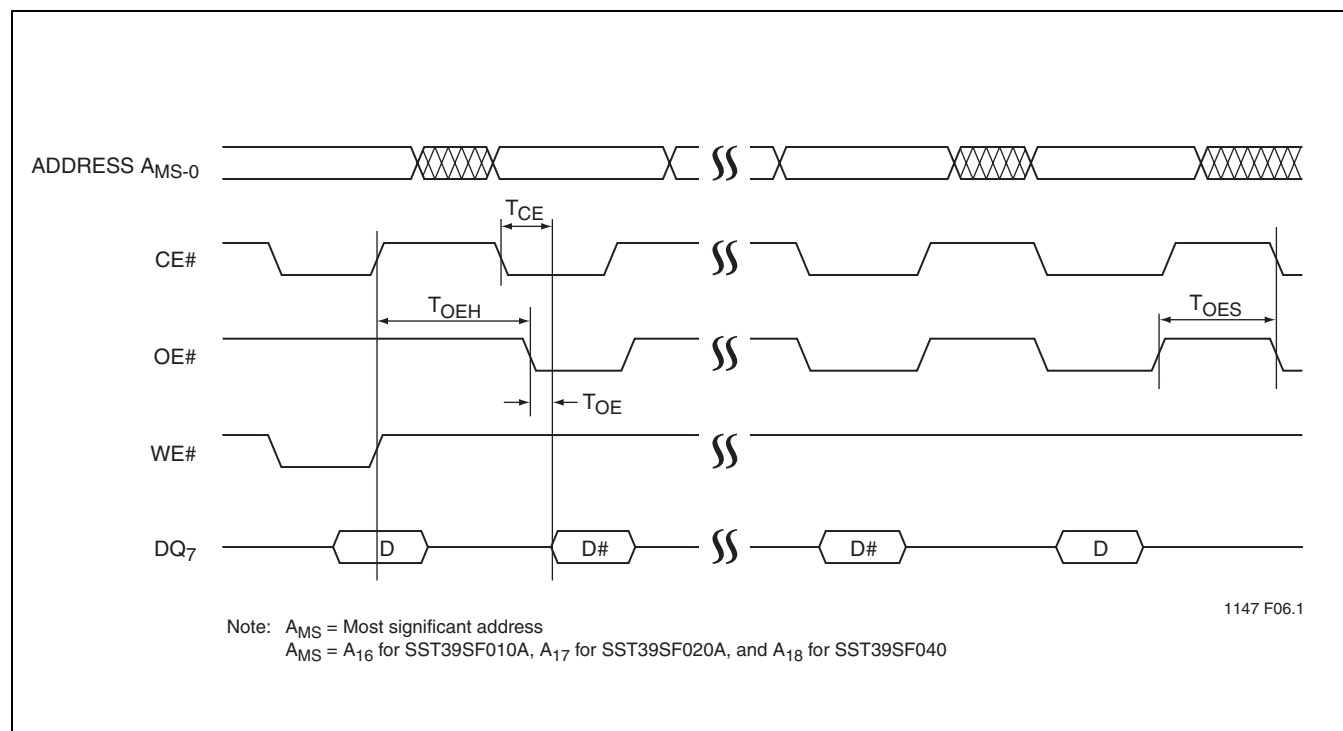 ADDRESS AMS-0
TCE
CE#
TOEH
TOES
OE#
TOE
WE#
DQ7
D
D#
D#
D
1147 F06.1
Note: AMS = Most significant address
AMS = A16 for SST39SF010A, A17 for SST39SF020A, and A18 for SST39SF040